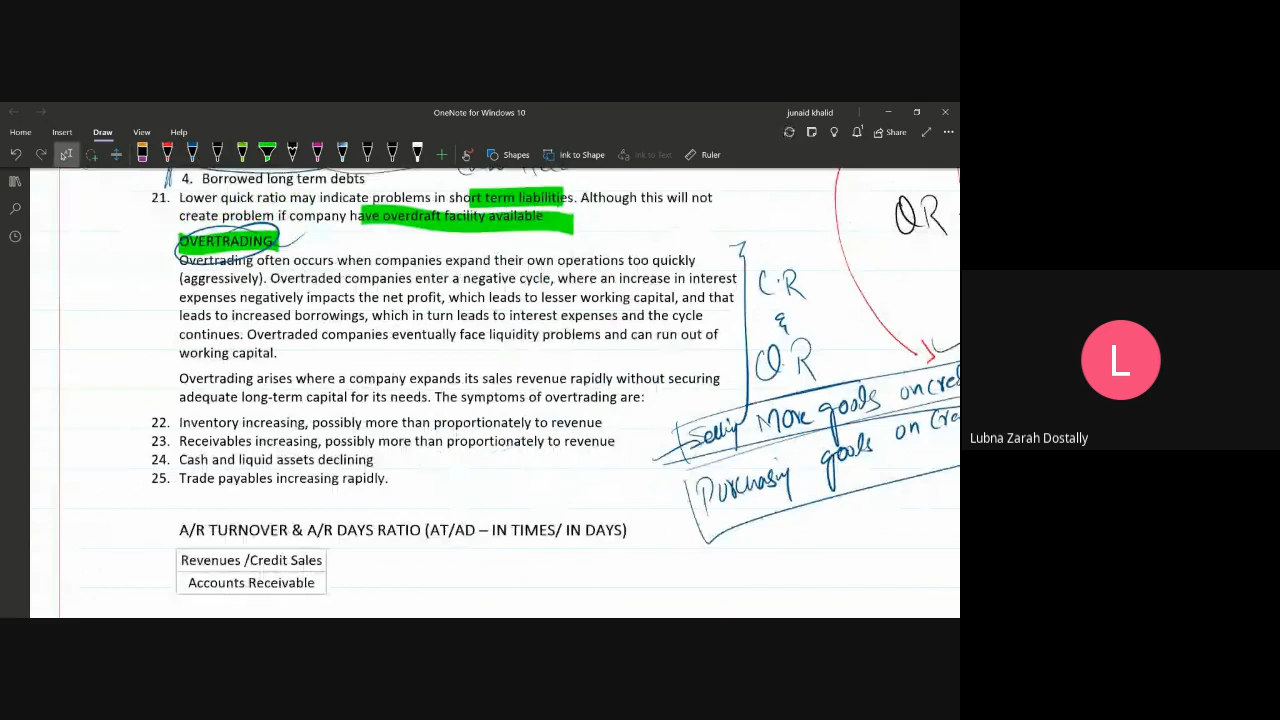 OneNote for Windows 10
junaid khalid
Home Insert Draw View Help
Share
Shapes Ink to Shape Ink to Text Ruler
4. Borrowed long term debts
21. Lower quick ratio may indicate problems in short term liabilities. Although this will not
create problem if company have overdraft facility available
OVERTRADING
Overtrading often occurs when companies expand their own operations too quickly
(aggressively). Overtraded companies enter a negative cycle, where an increase in interest
expenses negatively impacts the net profit, which leads to lesser working capital, and that
leads to increased borrowings, which in turn leads to interest expenses and the cycle
continues. Overtraded companies eventually face liquidity problems and can run out of
working capital.
Overtrading arises where a company expands its sales revenue rapidly without securing
adequate long-term capital for its needs. The symptoms of overtrading are:
22. Inventory increasing, possibly more than proportionately to revenue
23. Receivables increasing, possibly more than proportionately to revenue
24. Cash and liquid assets declining
25. Trade payables increasing rapidly.
A/R TURNOVER & A/R DAYS RATIO (AT/AD – IN TIMES/ IN DAYS)
Revenues /Credit Sales
Accounts Receivable
C.R
&
Q.R
QR
Selling More goods on cre
Purchasing goods on Cre
L
Lubna Zarah Dostally